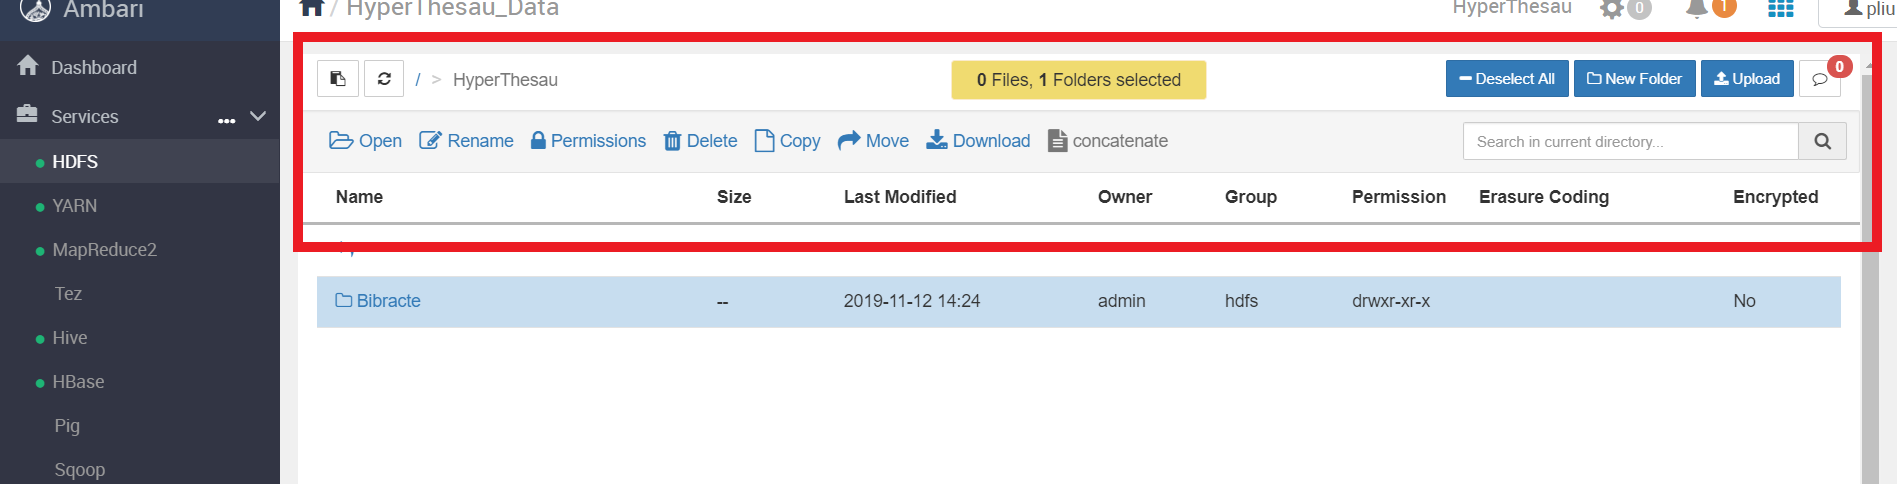 Ambari
/ HyperThesau_Data
HyperThesau 0 1 pliu
Dashboard
Services ...
HDFS
YARN
MapReduce2
Tez
Hive
HBase
Pig
Sqoop
/ > HyperThesau
0 Files, 1 Folders selected
Deselect All New Folder Upload 0
Open Rename Permissions Delete Copy Move Download concatenate
Search in current directory...
Name Size Last Modified Owner Group Permission Erasure Coding Encrypted
Bibracte -- 2019-11-12 14:24 admin hdfs drwxr-xr-x No